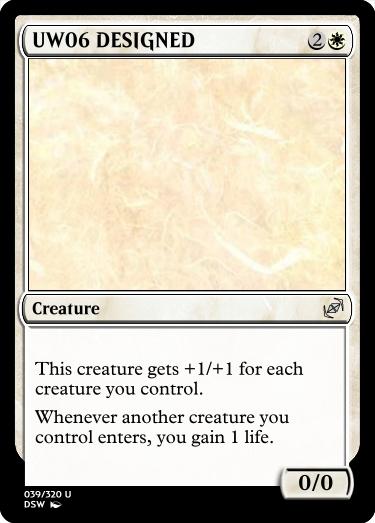 UW06 DESIGNED 2
Creature
This creature gets +1/+1 for each
creature you control.
Whenever another creature you
control enters, you gain 1 life.
0/0
039/320 U
DSW